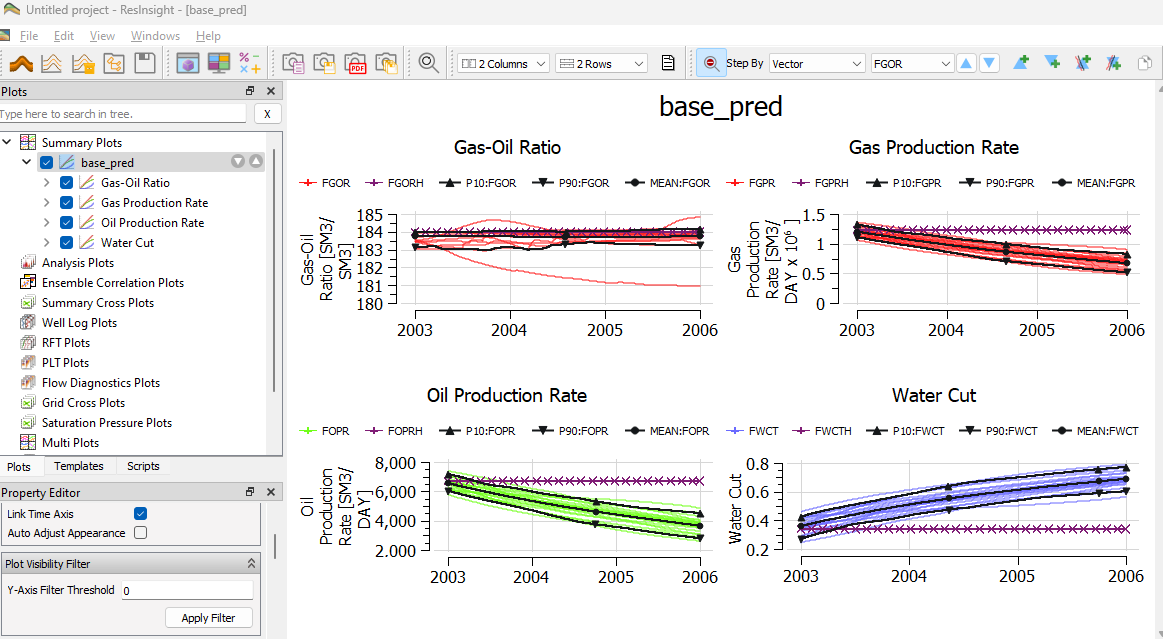 Untitled project - ResInsight - [base_pred]
File Edit View Windows Help
2 Columns 2 Rows Step By Vector FGOR
PDF
Plots
Type here to search in tree. X
Summary Plots
base_pred
Gas-Oil Ratio
Gas Production Rate
Oil Production Rate
Water Cut
Analysis Plots
Ensemble Correlation Plots
Summary Cross Plots
Well Log Plots
RFT Plots
PLT Plots
Flow Diagnostics Plots
Grid Cross Plots
Saturation Pressure Plots
Multi Plots
Plots Templates Scripts
Property Editor
Link Time Axis
Auto Adjust Appearance
Plot Visibility Filter
Y-Axis Filter Threshold 0
Apply Filter
base_pred
Gas-Oil Ratio
FGOR FGORH P10:FGOR P90:FGOR MEAN:FGOR
Gas-Oil
Ratio [SM3/
SM3]
185
184
183
182
181
180
2003 2004 2005 2006
Gas Production Rate
FGPR FGPRH P10:FGPR P90:FGPR MEAN:FGPR
Gas
Production
Rate [SM3/
DAY x 10⁶ ]
1.5
1
0.5
0
2003 2004 2005 2006
Oil Production Rate
FOPR FOPRH P10:FOPR P90:FOPR MEAN:FOPR
Oil
Production
Rate [SM3/
DAY]
8,000
6,000
4,000
2,000
2003 2004 2005 2006
Water Cut
FWCT FWCTH P10:FWCT P90:FWCT MEAN:FWCT
Water Cut
0.8
0.6
0.4
0.2
2003 2004 2005 2006